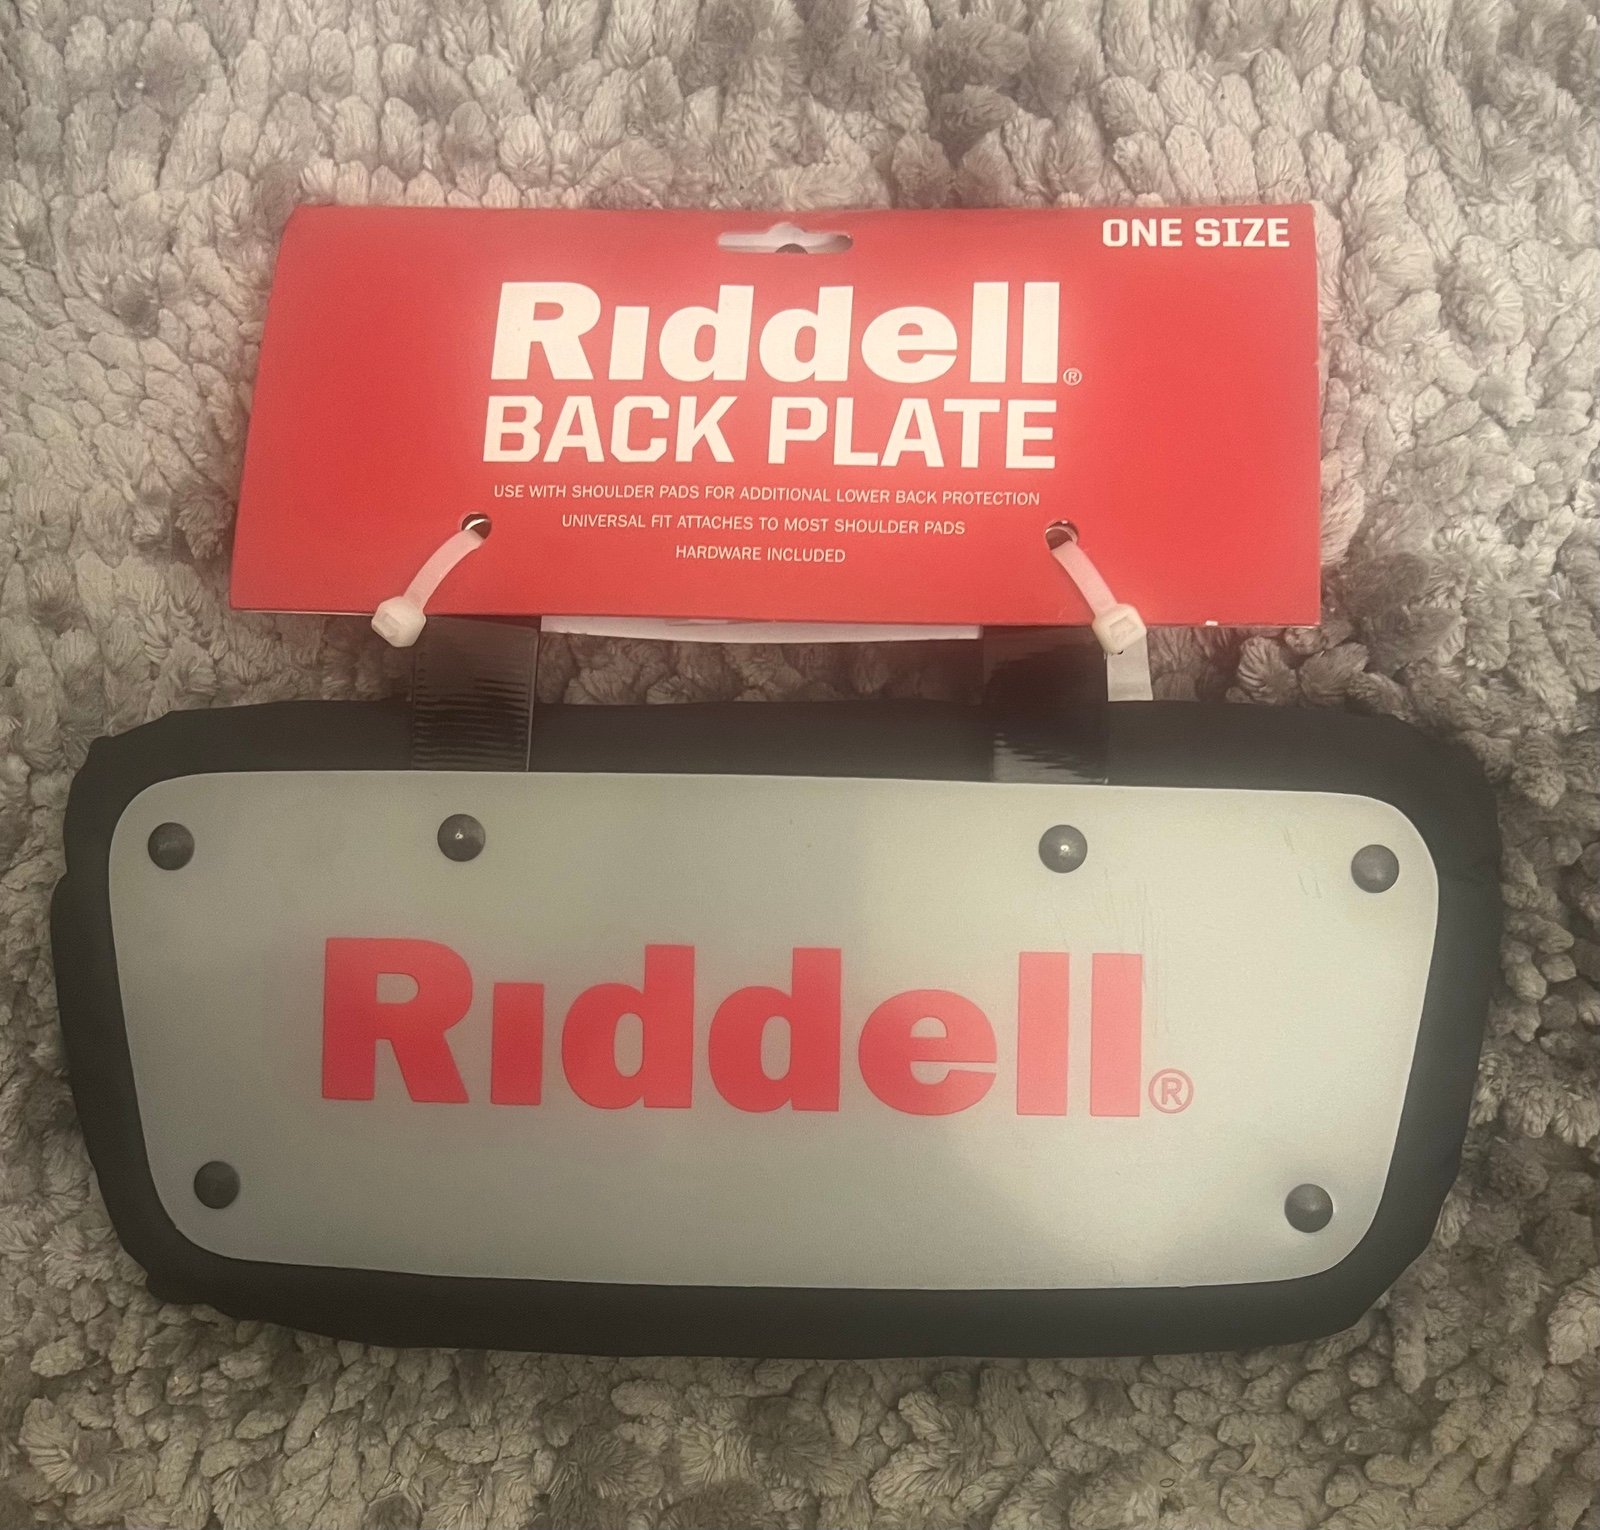 ONE SIZE
Riddell®
BACK PLATE
USE WITH SHOULDER PADS FOR ADDITIONAL LOWER BACK PROTECTION
UNIVERSAL FIT ATTACHES TO MOST SHOULDER PADS
HARDWARE INCLUDED
Riddell®